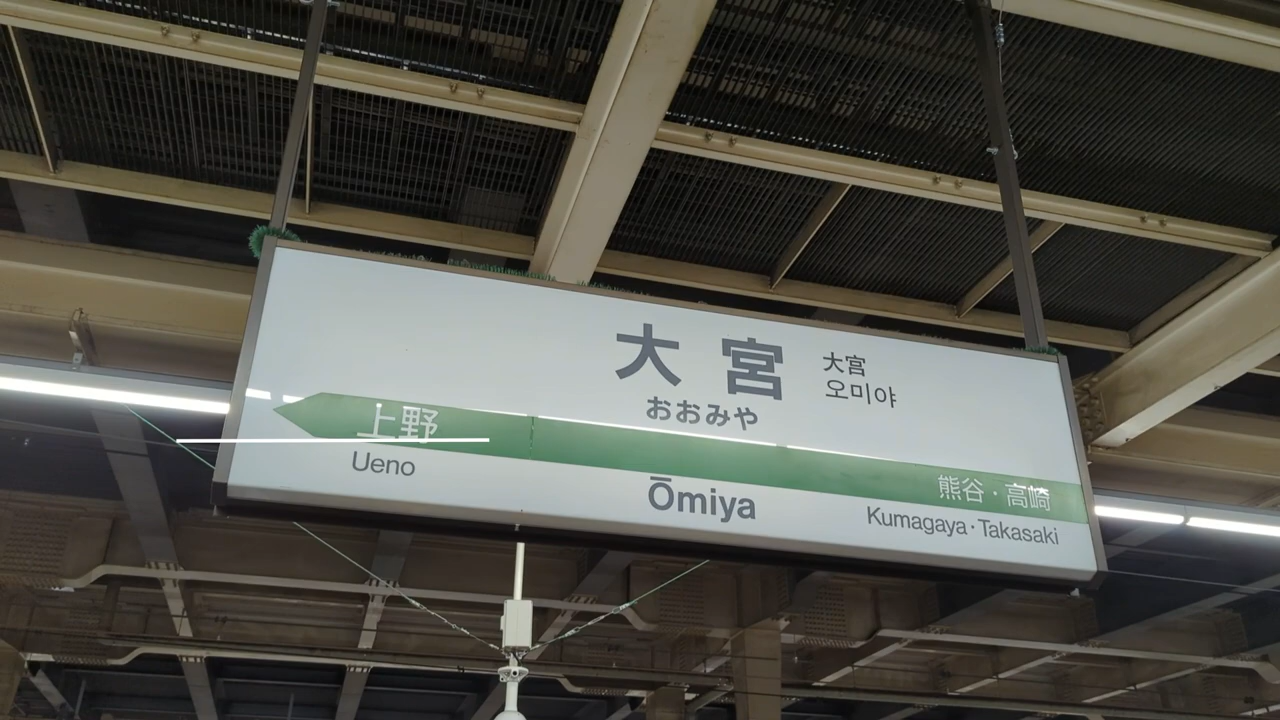 大宮
おおみや
大宮
오미야
上野
Ueno
Ōmiya
熊谷・高崎
Kumagaya・Takasaki